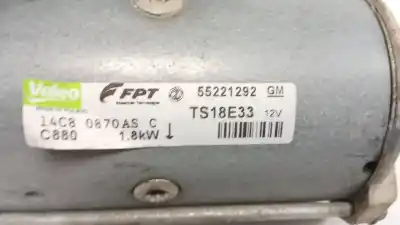 Valeo
FPT
55221292 GM
TS18E33 12V
14C8 0870AS C
C880 1.8kW ↓